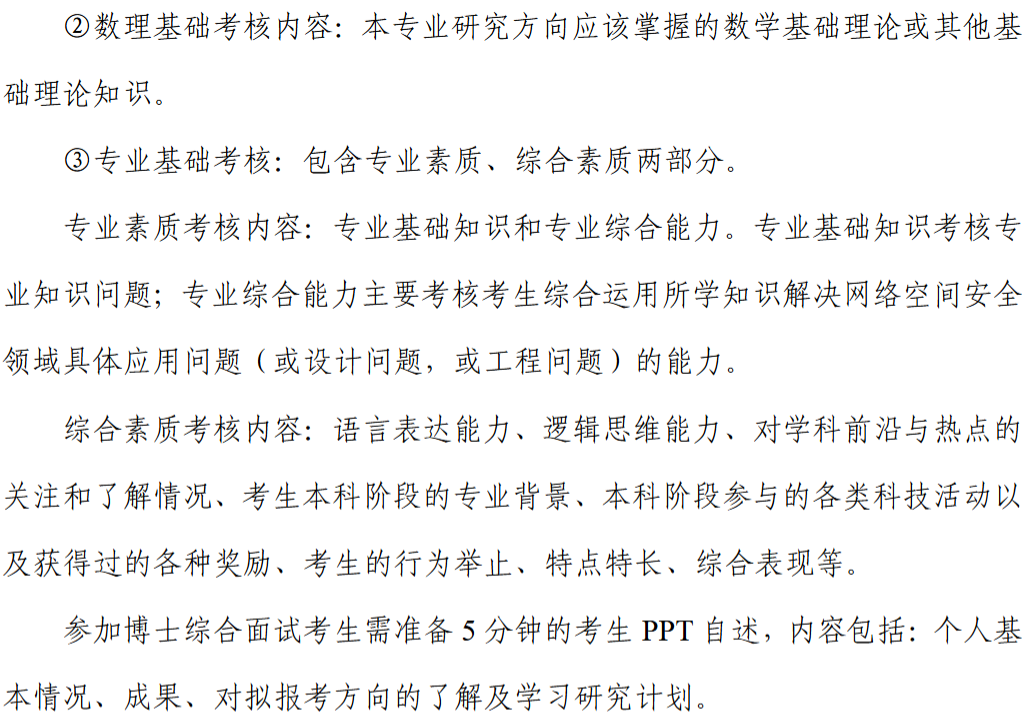 ②数理基础考核内容：本专业研究方向应该掌握的数学基础理论或其他基
础理论知识。
③专业基础考核：包含专业素质、综合素质两部分。
专业素质考核内容：专业基础知识和专业综合能力。专业基础知识考核专
业知识问题；专业综合能力主要考核考生综合运用所学知识解决网络空间安全
领域具体应用问题（或设计问题，或工程问题）的能力。
综合素质考核内容：语言表达能力、逻辑思维能力、对学科前沿与热点的
关注和了解情况、考生本科阶段的专业背景、本科阶段参与的各类科技活动以
及获得过的各种奖励、考生的行为举止、特点特长、综合表现等。
参加博士综合面试考生需准备 5 分钟的考生 PPT 自述，内容包括：个人基
本情况、成果、对拟报考方向的了解及学习研究计划。